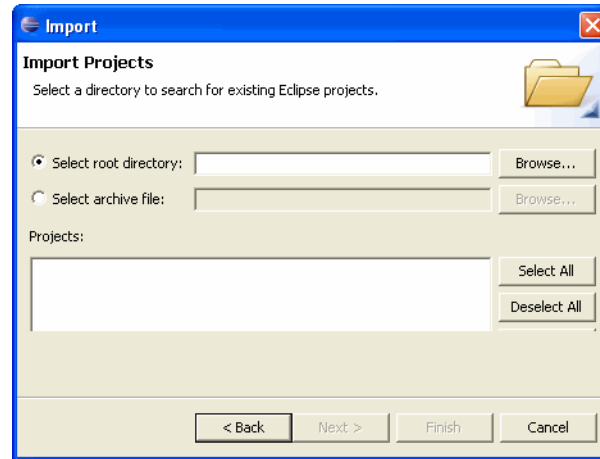 Import
Import Projects
Select a directory to search for existing Eclipse projects.
Select root directory:
Browse...
Select archive file:
Browse...
Projects:
Select All
Deselect All
< Back
Next >
Finish
Cancel